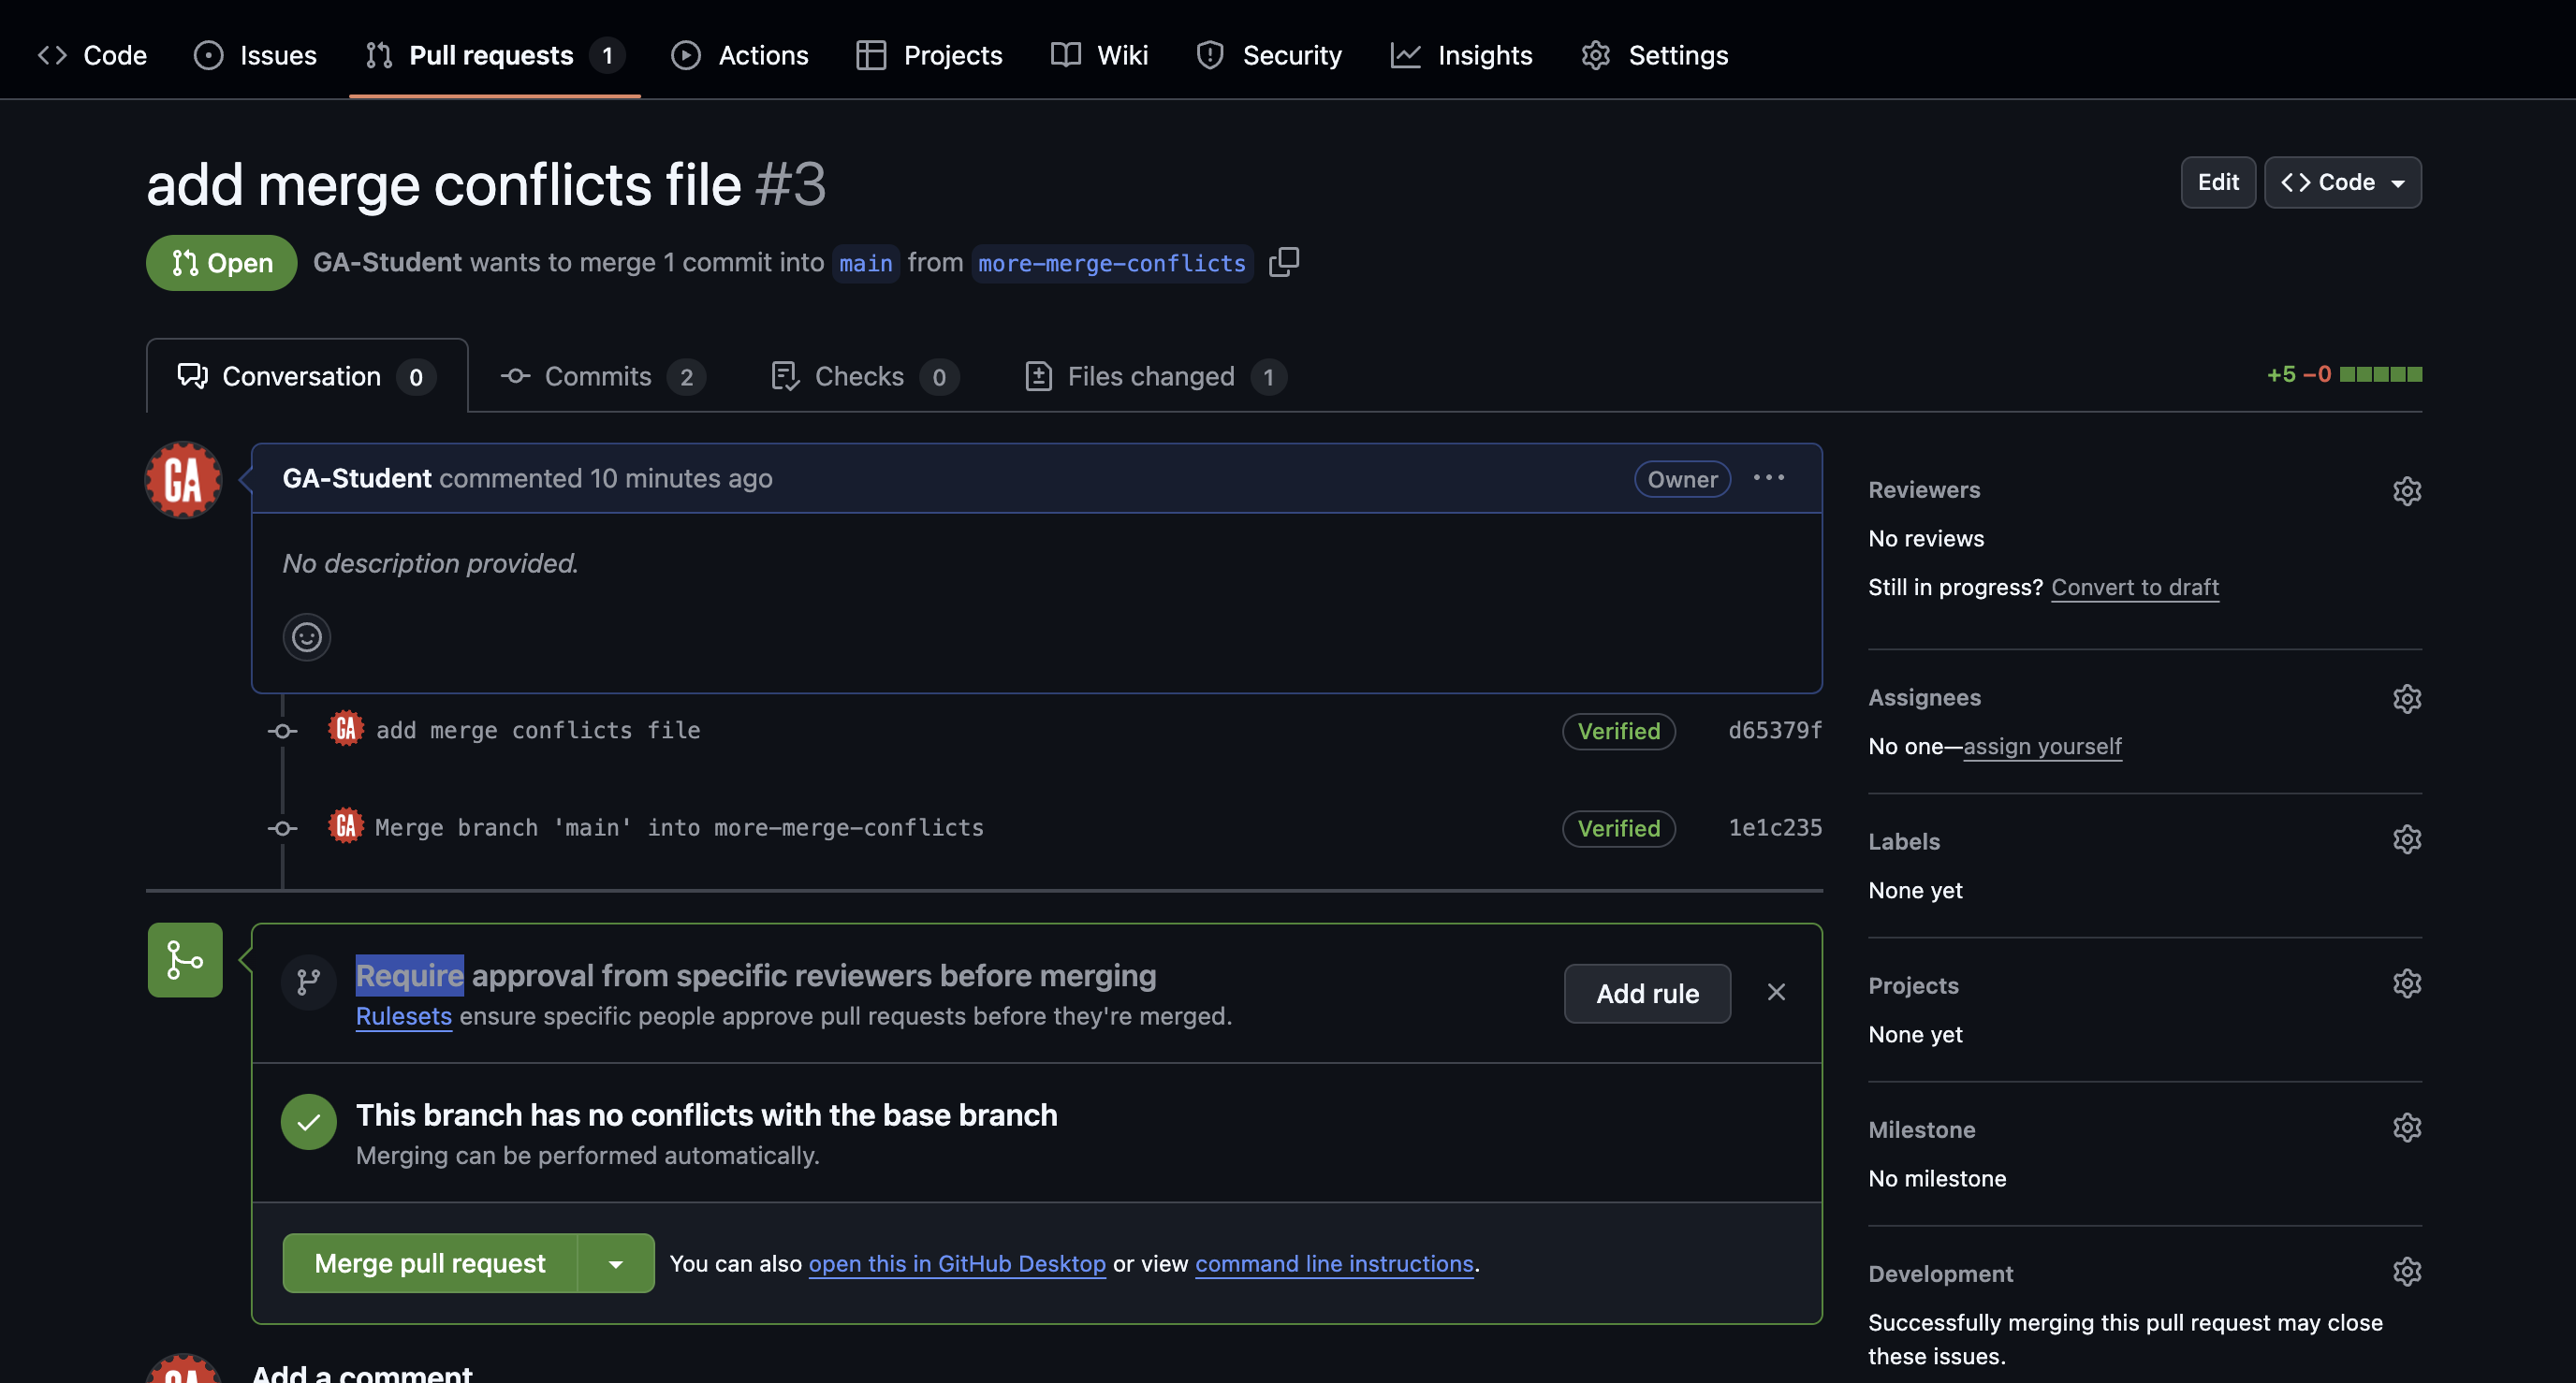 Code Issues Pull requests 1 Actions Projects Wiki Security Insights Settings
add merge conflicts file #3
Edit Code
Open GA-Student wants to merge 1 commit into main from more-merge-conflicts
Conversation 0 Commits 2 Checks 0 Files changed 1
+5 −0
GA
GA-Student commented 10 minutes ago
Owner ...
No description provided.
GA add merge conflicts file Verified d65379f
GA Merge branch 'main' into more-merge-conflicts Verified 1e1c235
Require approval from specific reviewers before merging
Rulesets ensure specific people approve pull requests before they're merged.
Add rule
This branch has no conflicts with the base branch
Merging can be performed automatically.
Merge pull request You can also open this in GitHub Desktop or view command line instructions.
GA
Add a comment
Reviewers
No reviews
Still in progress? Convert to draft
Assignees
No one—assign yourself
Labels
None yet
Projects
None yet
Milestone
No milestone
Development
Successfully merging this pull request may close
these issues.